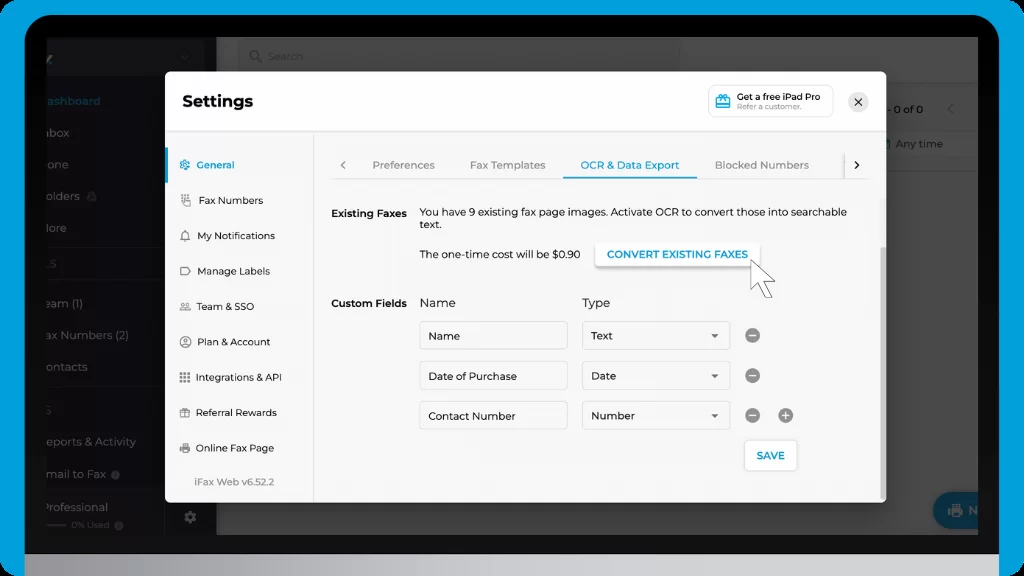 Search
Settings
Get a free iPad Pro
Refer a customer.
- 0 of 0
Any time
General
Fax Numbers
My Notifications
Manage Labels
Team & SSO
Plan & Account
Integrations & API
Referral Rewards
Online Fax Page
iFax Web v6.52.2
Preferences
Fax Templates
OCR & Data Export
Blocked Numbers
Existing Faxes
You have 9 existing fax page images. Activate OCR to convert those into searchable
text.
The one-time cost will be $0.90
CONVERT EXISTING FAXES
Custom Fields
Name
Type
Name
Text
Date of Purchase
Date
Contact Number
Number
SAVE
ashboard
nbox
one
olders
ore
eam (1)
ax Numbers (2)
ontacts
eports & Activity
mail to Fax
Professional
0% Used
N